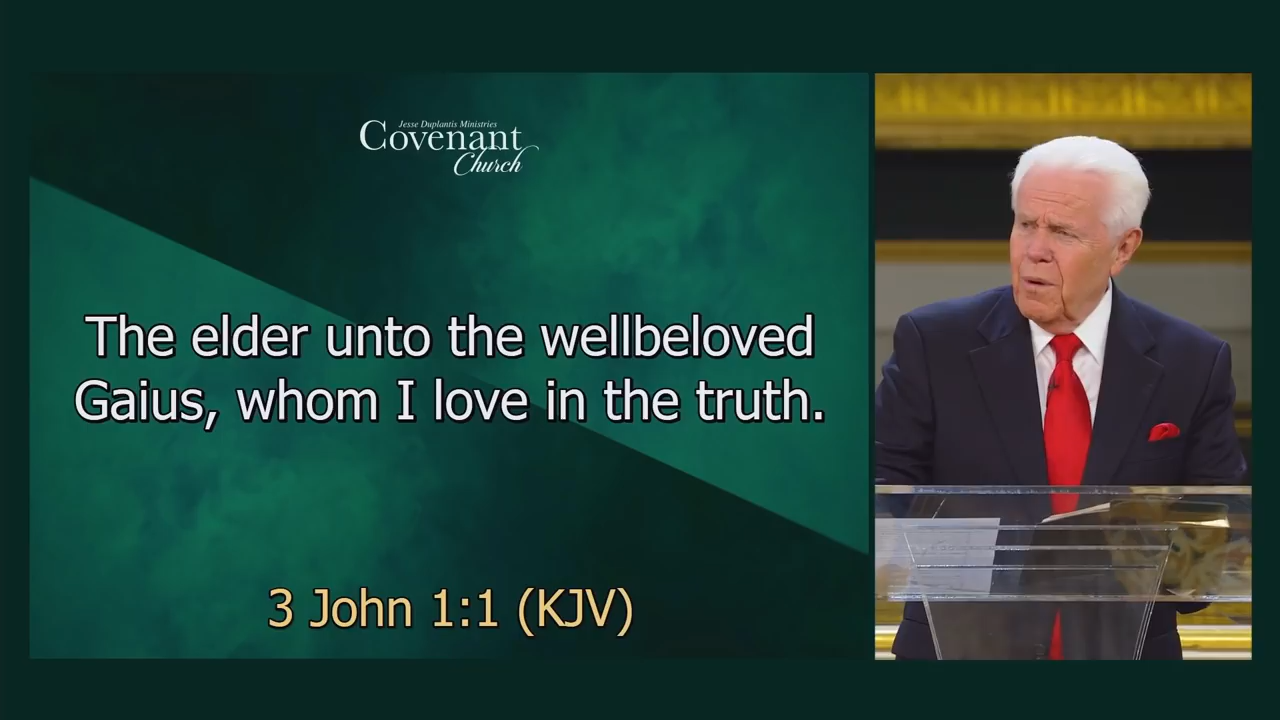 Jesse Duplantis Ministries
Covenant
Church
The elder unto the wellbeloved
Gaius, whom I love in the truth.
3 John 1:1 (KJV)